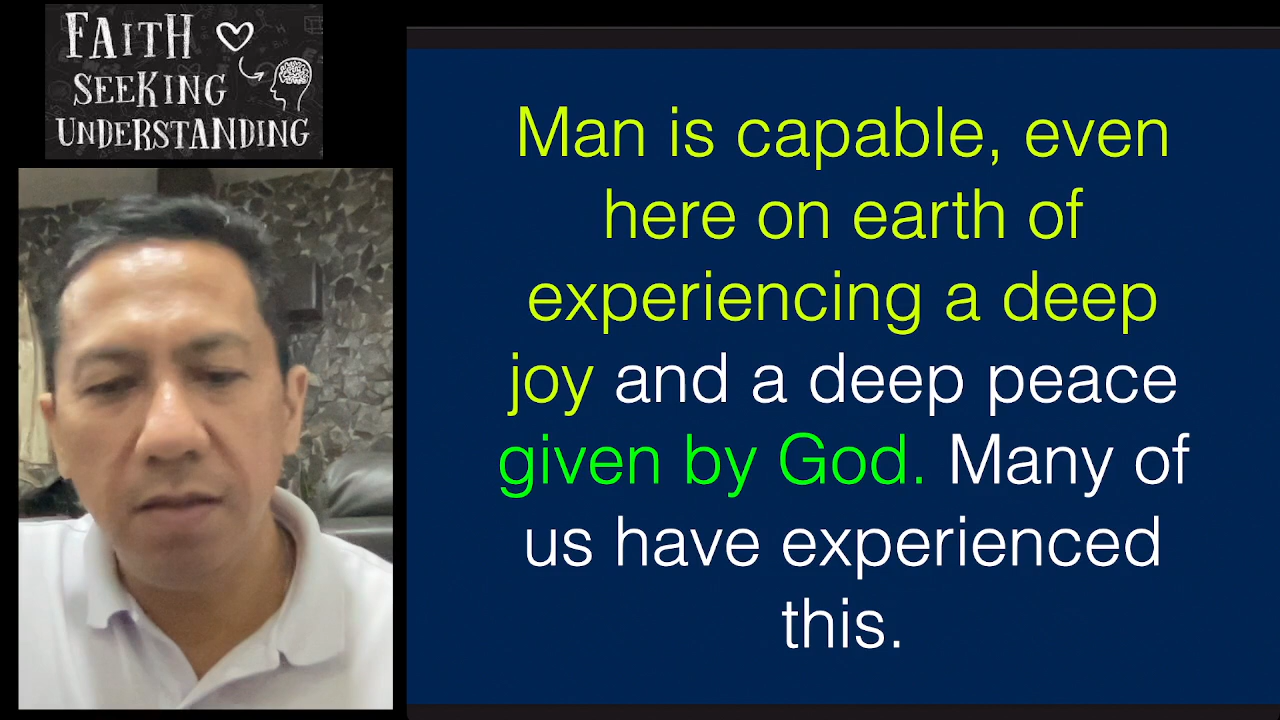 FAITH
SEEKING
UNDERSTANDING
Man is capable, even
here on earth of
experiencing a deep
joy and a deep peace
given by God. Many of
us have experienced
this.